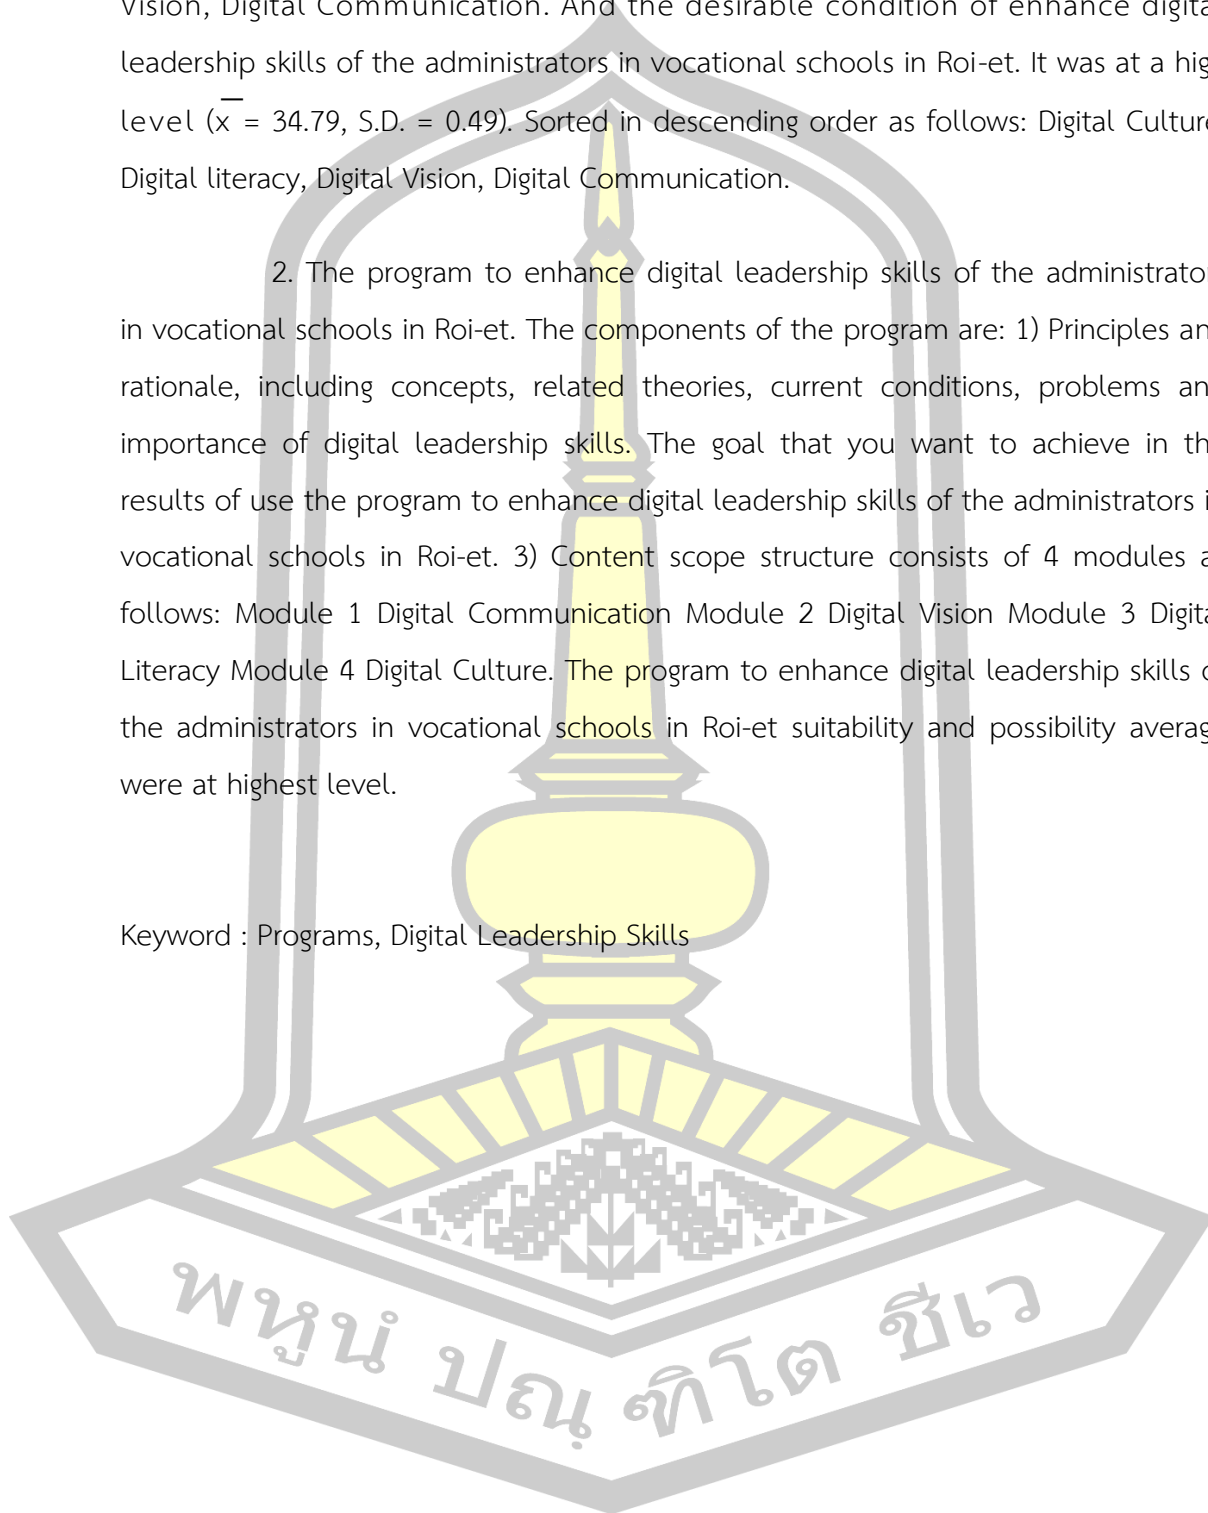 Vision, Digital Communication. And the desirable condition of enhance digita
leadership skills of the administrators in vocational schools in Roi-et. It was at a hig
level (x̅ = 34.79, S.D. = 0.49). Sorted in descending order as follows: Digital Culture
Digital literacy, Digital Vision, Digital Communication.
2. The program to enhance digital leadership skills of the administrator
in vocational schools in Roi-et. The components of the program are: 1) Principles an
rationale, including concepts, related theories, current conditions, problems an
importance of digital leadership skills. The goal that you want to achieve in th
results of use the program to enhance digital leadership skills of the administrators i
vocational schools in Roi-et. 3) Content scope structure consists of 4 modules a
follows: Module 1 Digital Communication Module 2 Digital Vision Module 3 Digita
Literacy Module 4 Digital Culture. The program to enhance digital leadership skills o
the administrators in vocational schools in Roi-et suitability and possibility averag
were at highest level.
Keyword : Programs, Digital Leadership Skills
พหูนํ ปณฺฑิโต ชีเว